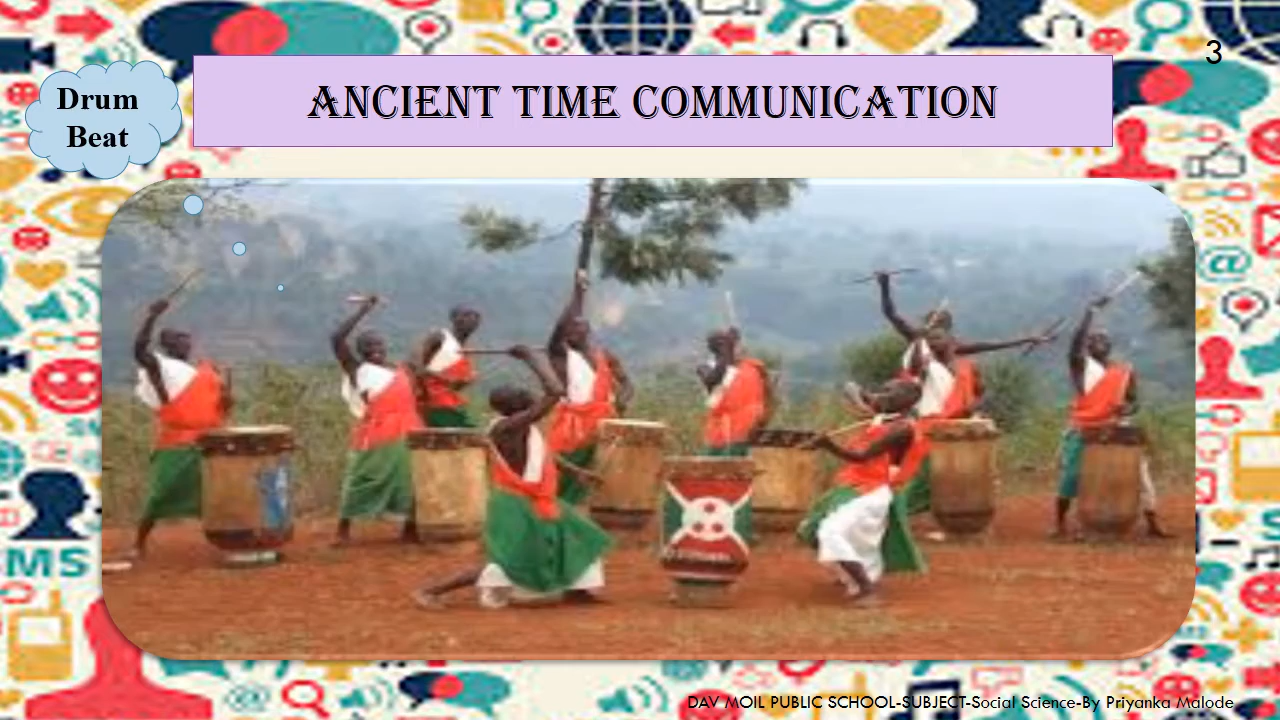 3
Drum
Beat
ANCIENT TIME COMMUNICATION
DAV MOIL PUBLIC SCHOOL-SUBJECT-Social Science-By Priyanka Malode